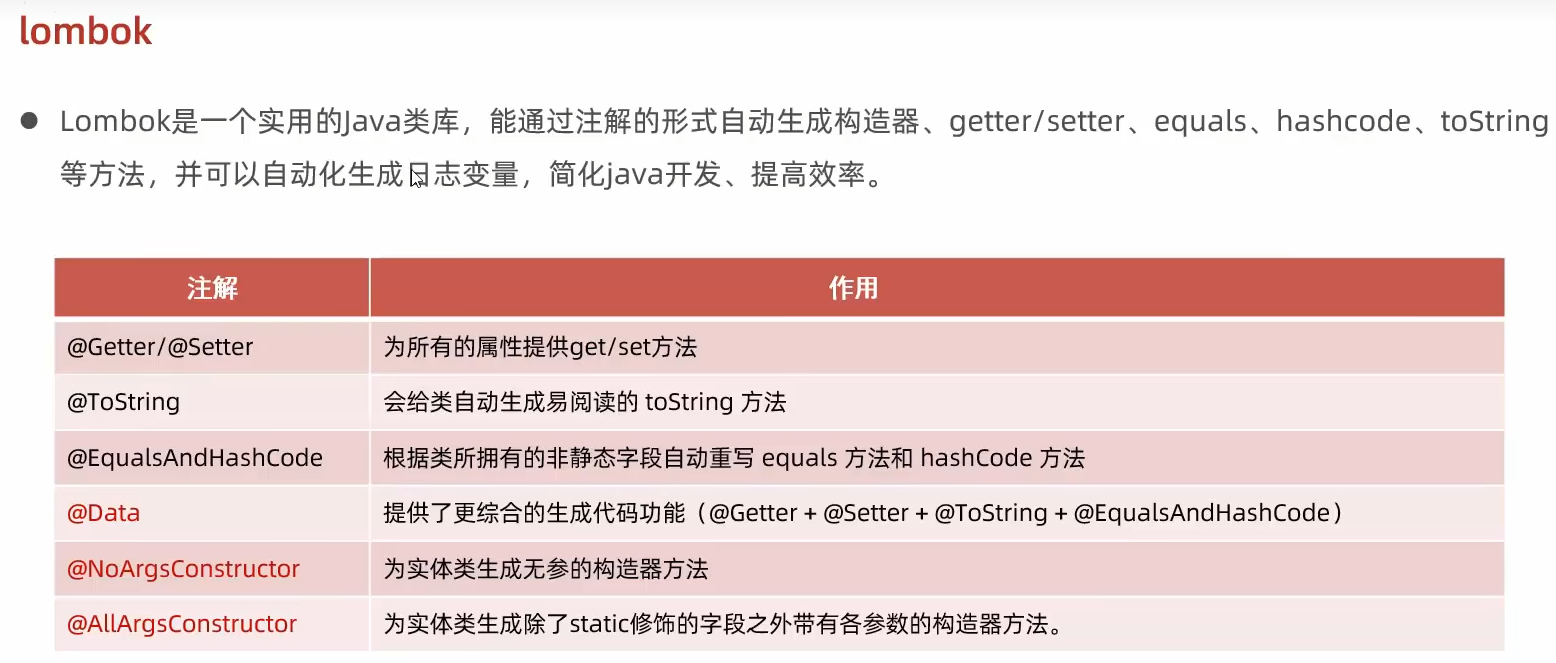 lombok
● Lombok是一个实用的Java类库，能通过注解的形式自动生成构造器、getter/setter、equals、hashcode、toString
等方法，并可以自动化生成日志变量，简化java开发、提高效率。
注解 作用
@Getter/@Setter 为所有的属性提供get/set方法
@ToString 会给类自动生成易阅读的 toString 方法
@EqualsAndHashCode 根据类所拥有的非静态字段自动重写 equals 方法和 hashCode 方法
@Data 提供了更综合的生成代码功能（@Getter + @Setter + @ToString + @EqualsAndHashCode）
@NoArgsConstructor 为实体类生成无参的构造器方法
@AllArgsConstructor 为实体类生成除了static修饰的字段之外带有各参数的构造器方法。